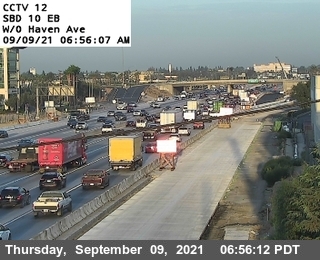 CCTV 12
SBD 10 EB
W/O Haven Ave
09/09/21 06:56:07 AM
Thursday, September 09, 2021 06:56:12 PDT